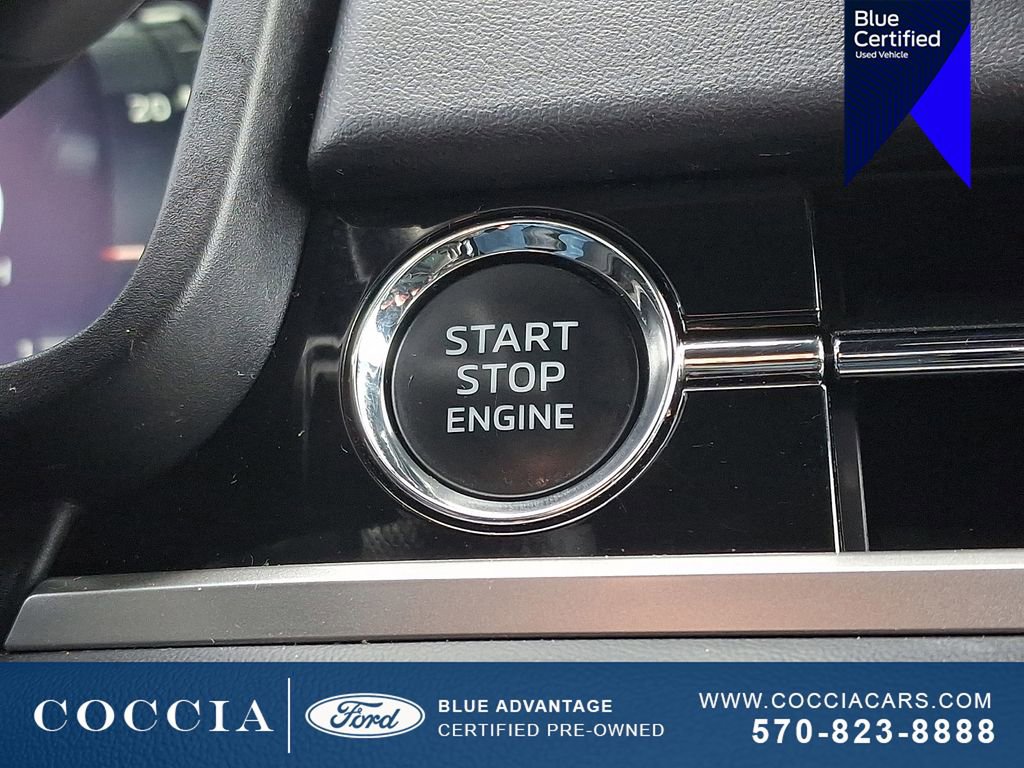 Blue
Certified
Used Vehicle
20
START
STOP
ENGINE
COCCIA
Ford
BLUE ADVANTAGE
CERTIFIED PRE-OWNED
WWW.COCCIACARS.COM
570-823-8888